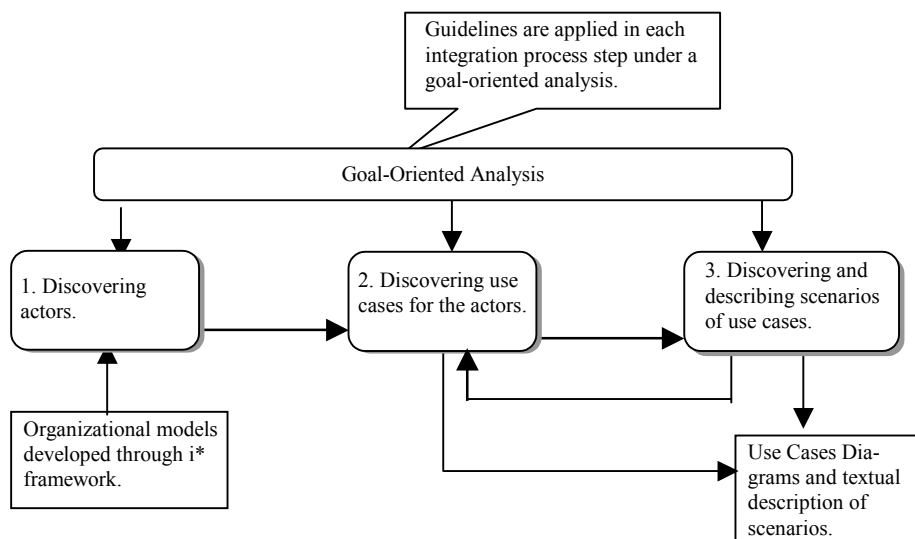 Guidelines are applied in each
integration process step under a
goal-oriented analysis.
Goal-Oriented Analysis
1. Discovering
actors.
2. Discovering use
cases for the actors.
3. Discovering and
describing scenarios
of use cases.
Organizational models
developed through i*
framework.
Use Cases Dia-
grams and textual
description of
scenarios.